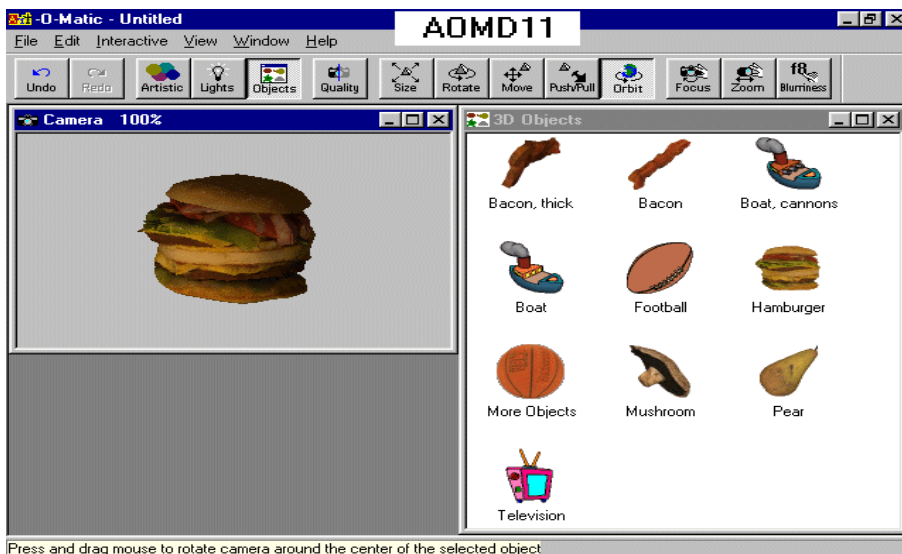 -O-Matic - Untitled
AOMD11
File Edit Interactive View Window Help
Undo Redo Artistic Lights Objects Quality Size Rotate Move Push/Pull Orbit Focus Zoom f8 Blurriness
Camera 100%
3D Objects
Bacon, thick Bacon Boat, cannons
Boat Football Hamburger
More Objects Mushroom Pear
Television
Press and drag mouse to rotate camera around the center of the selected object